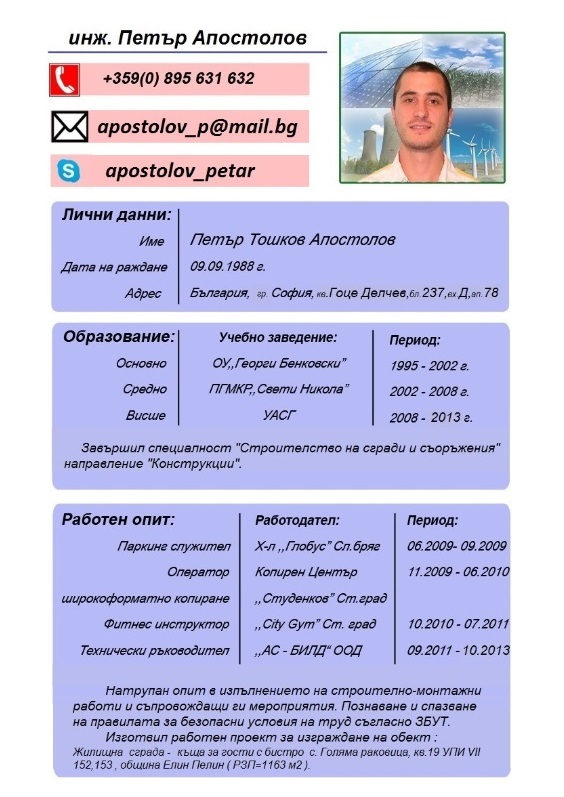 инж. Петър Апостолов
+359(0) 895 631 632
apostolov_p@mail.bg
apostolov_petar
Лични данни:
Име Петър Тошков Апостолов
Дата на раждане 09.09.1988 г.
Адрес България, гр. София, кв.Гоце Делчев,бл.237,вх.Д,ап.78
Образование: Учебно заведение: Период:
Основно ОУ,,Георги Бенковски" 1995 - 2002 г.
Средно ПГМКР,,Свети Никола" 2002 - 2008 г.
Висше УАСГ 2008 - 2013 г.
Завършил специалност "Строителство на сгради и съоръжения"
направление "Конструкции".
Работен опит: Работодател: Период:
Паркинг служител Х-л ,,Глобус" Сл.бряг 06.2009- 09.2009
Оператор Копирен Център 11.2009 - 06.2010
широкоформатно копиране ,,Студенков" Ст.град
Фитнес инструктор ,,City Gym" Ст. град 10.2010 - 07.2011
Технически ръководител ,,АС - БИЛД" ООД 09.2011 - 10.2013
Натрупан опит в изпълнението на строително-монтажни
работи и съпровождащи ги мероприятия. Познаване и спазване
на правилата за безопасни условия на труд съгласно ЗБУТ.
Изготвил работен проект за изграждане на обект :
Жилищна сграда - къща за гости с бистро с. Голяма раковица, кв.19 УПИ VII
152,153 , община Елин Пелин ( РЗП=1163 м2 ).